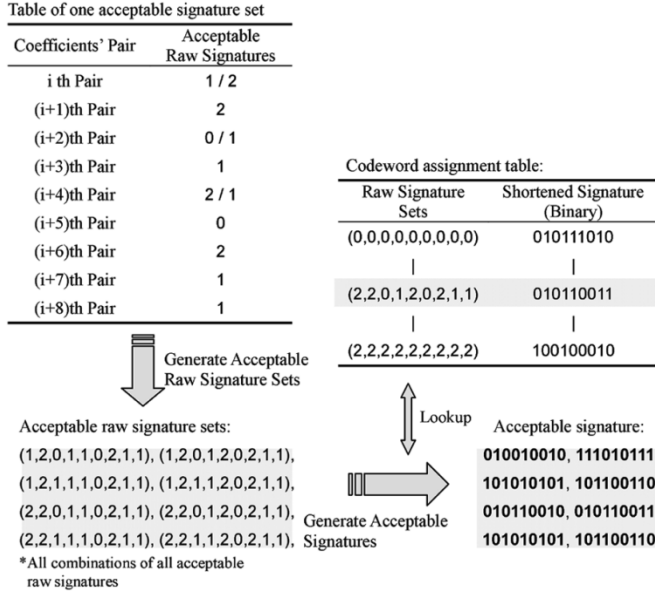 Table of one acceptable signature set
Coefficients' Pair
Acceptable
Raw Signatures
i th Pair 1 / 2
(i+1)th Pair 2
(i+2)th Pair 0 / 1
(i+3)th Pair 1
(i+4)th Pair 2 / 1
(i+5)th Pair 0
(i+6)th Pair 2
(i+7)th Pair 1
(i+8)th Pair 1
Generate Acceptable
Raw Signature Sets
Codeword assignment table:
Raw Signature
Sets
Shortened Signature
(Binary)
(0,0,0,0,0,0,0,0,0) 010111010
(2,2,0,1,2,0,2,1,1) 010110011
(2,2,2,2,2,2,2,2,2) 100100010
Lookup
Acceptable raw signature sets:
(1,2,0,1,1,0,2,1,1), (1,2,0,1,2,0,2,1,1),
(1,2,1,1,1,0,2,1,1), (1,2,1,1,2,0,2,1,1),
(2,2,0,1,1,0,2,1,1), (2,2,0,1,2,0,2,1,1),
(2,2,1,1,1,0,2,1,1), (2,2,1,1,2,0,2,1,1),
*All combinations of all acceptable
raw signatures
Generate Acceptable
Signatures
Acceptable signature:
010010010, 111010111
101010101, 101100110
010110010, 010110011
101010101, 101100110